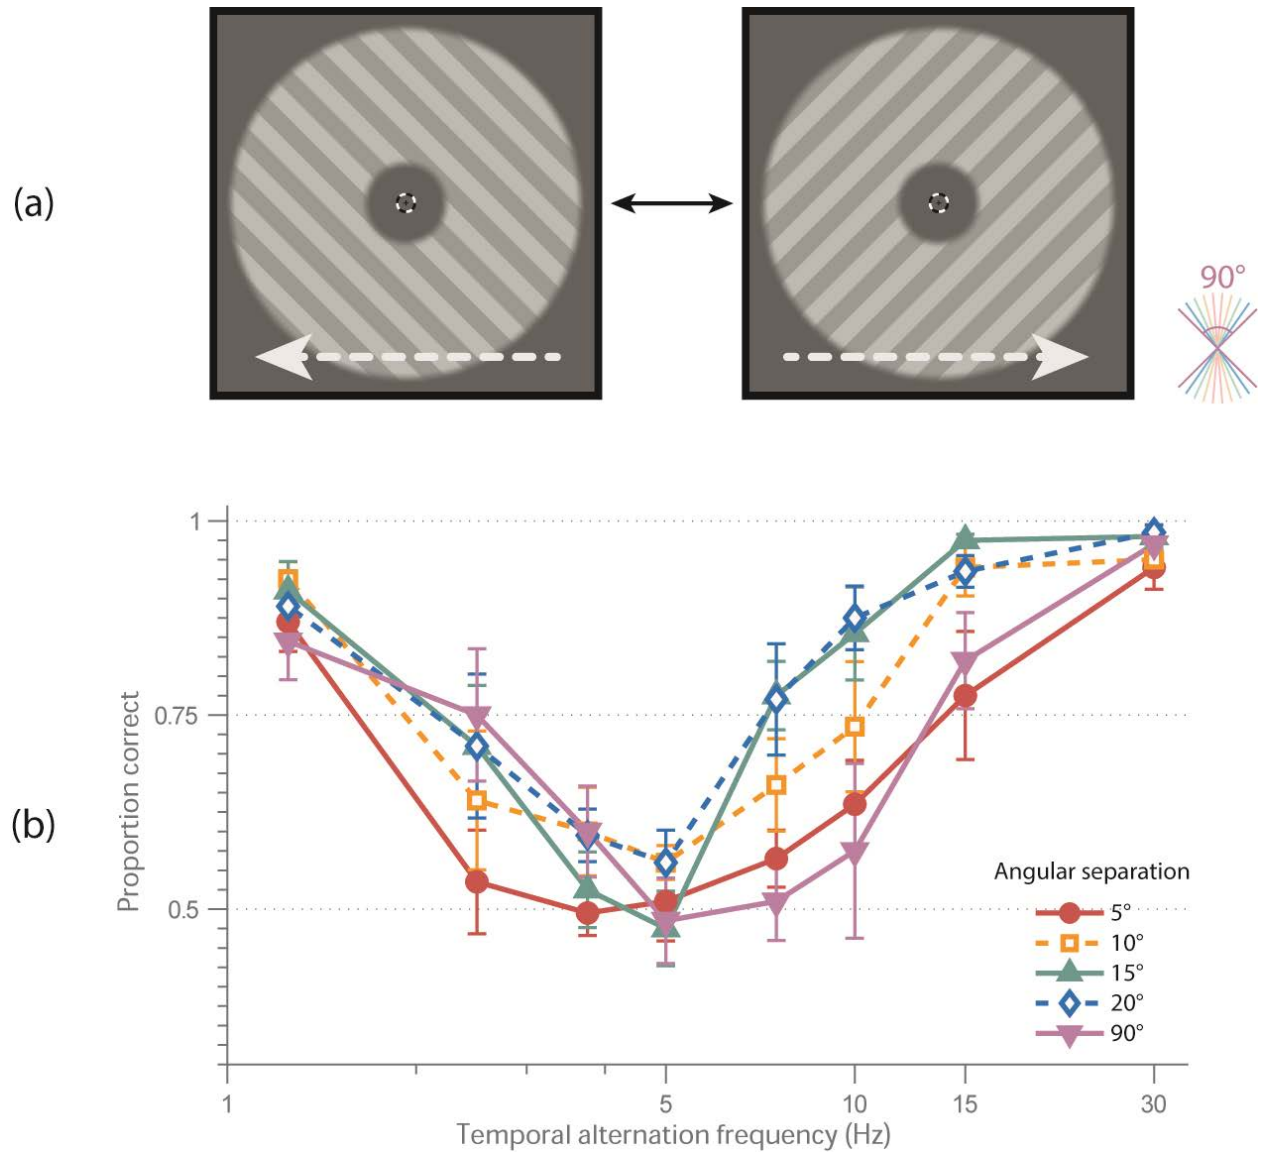 (a)
90°
(b)
Proportion correct
1
0.75
0.5
Angular separation
5°
10°
15°
20°
90°
1
5
10
15
30
Temporal alternation frequency (Hz)